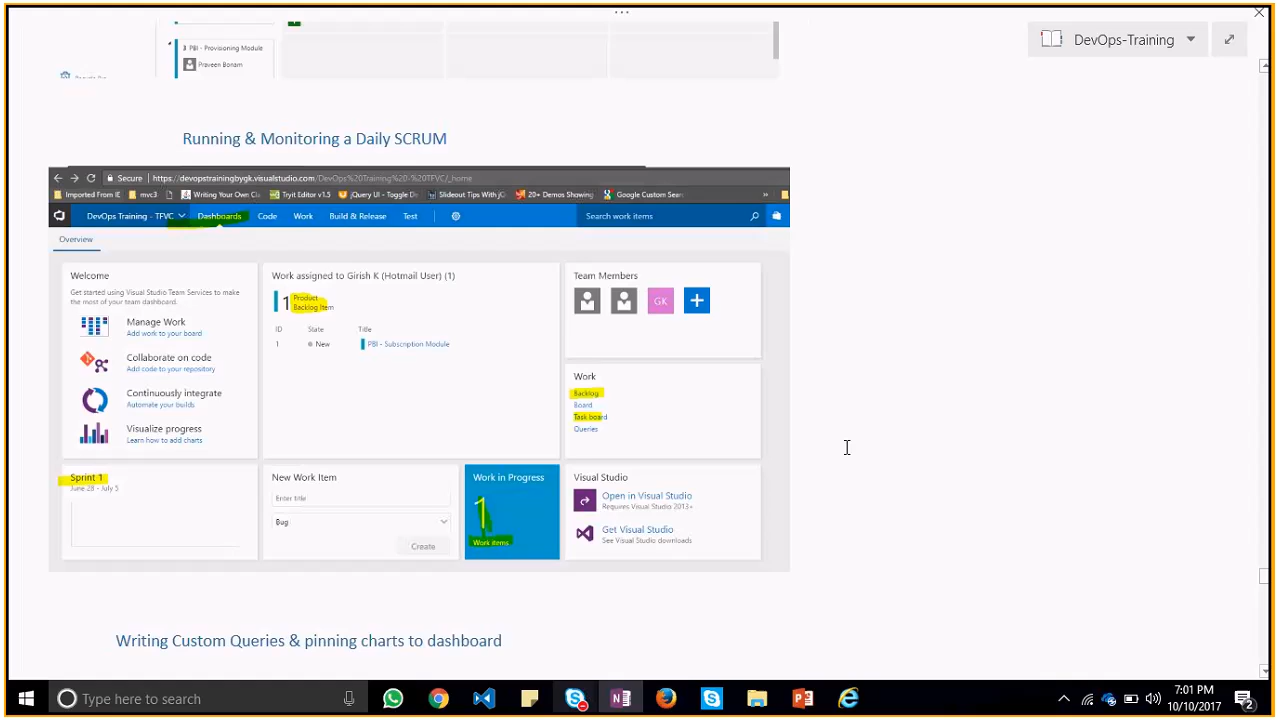 DevOps-Training
3 PBI - Provisioning Module
Praveen Bonam
Running & Monitoring a Daily SCRUM
Secure https://devopstrainingbygk.visualstudio.com/DevOps%20Training%20-%20TFVC/_home
Imported From IE mvc3 Writing Your Own Cl Tryit Editor v1.5 jQuery UI - Toggle D Slideout Tips With jQ 20+ Demos Showing Google Custom Sear »
DevOps Training - TFVC Dashboards Code Work Build & Release Test Search work items
Overview
Welcome
Get started using Visual Studio Team Services to make
the most of your team dashboard.
Manage Work
Add work to your board
Collaborate on code
Add code to your repository
Continuously integrate
Automate your builds
Visualize progress
Learn how to add charts
Work assigned to Girish K (Hotmail User) (1)
1 Product
Backlog Item
ID State Title
1 New PBI - Subscription Module
Team Members
GK
Work
Backlog
Board
Task board
Queries
Sprint 1
June 28 - July 5
New Work Item
Enter title
Bug
Create
Work in Progress
1
Work items
Visual Studio
Open in Visual Studio
Requires Visual Studio 2013+
Get Visual Studio
See Visual Studio downloads
Writing Custom Queries & pinning charts to dashboard
Type here to search
7:01 PM
10/10/2017
2